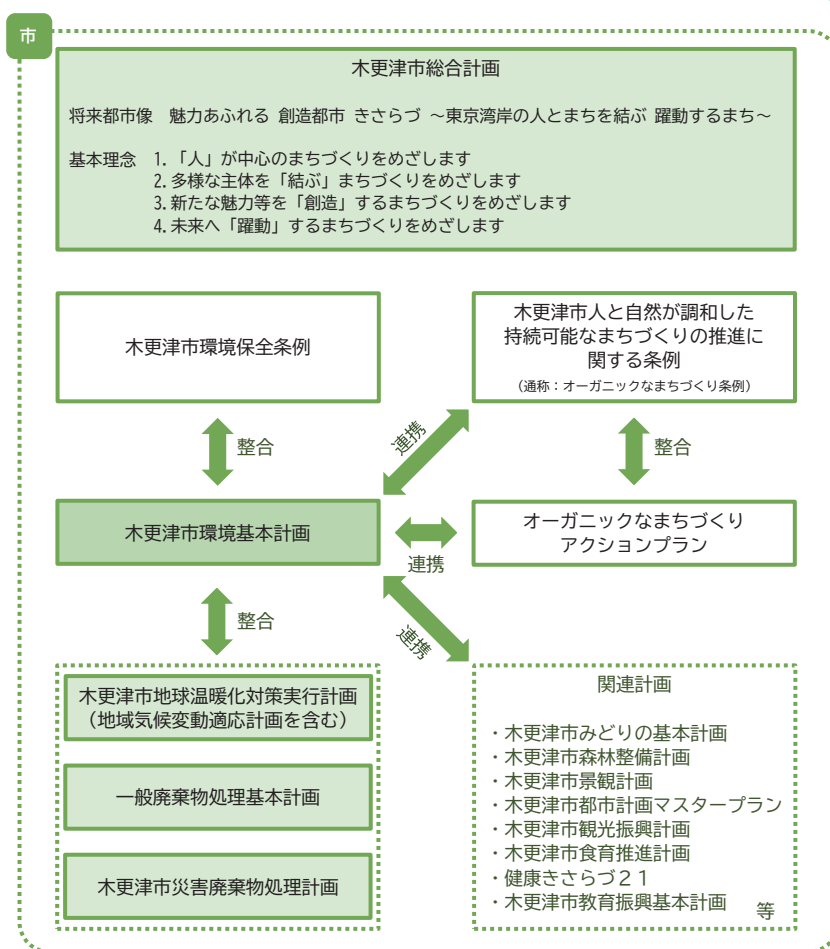 市
木更津市総合計画
将来都市像 魅力あふれる 創造都市 きさらづ ～東京湾岸の人とまちを結ぶ 躍動するまち～
基本理念 1.「人」が中心のまちづくりをめざします
2.多様な主体を「結ぶ」まちづくりをめざします
3.新たな魅力等を「創造」するまちづくりをめざします
4.未来へ「躍動」するまちづくりをめざします
木更津市環境保全条例
木更津市人と自然が調和した
持続可能なまちづくりの推進に
関する条例
（通称：オーガニックなまちづくり条例）
整合
連携
整合
木更津市環境基本計画
連携
オーガニックなまちづくり
アクションプラン
整合
連携
木更津市地球温暖化対策実行計画
（地域気候変動適応計画を含む）
一般廃棄物処理基本計画
木更津市災害廃棄物処理計画
関連計画
・木更津市みどりの基本計画
・木更津市森林整備計画
・木更津市景観計画
・木更津市都市計画マスタープラン
・木更津市観光振興計画
・木更津市食育推進計画
・健康きさらづ２１
・木更津市教育振興基本計画 等